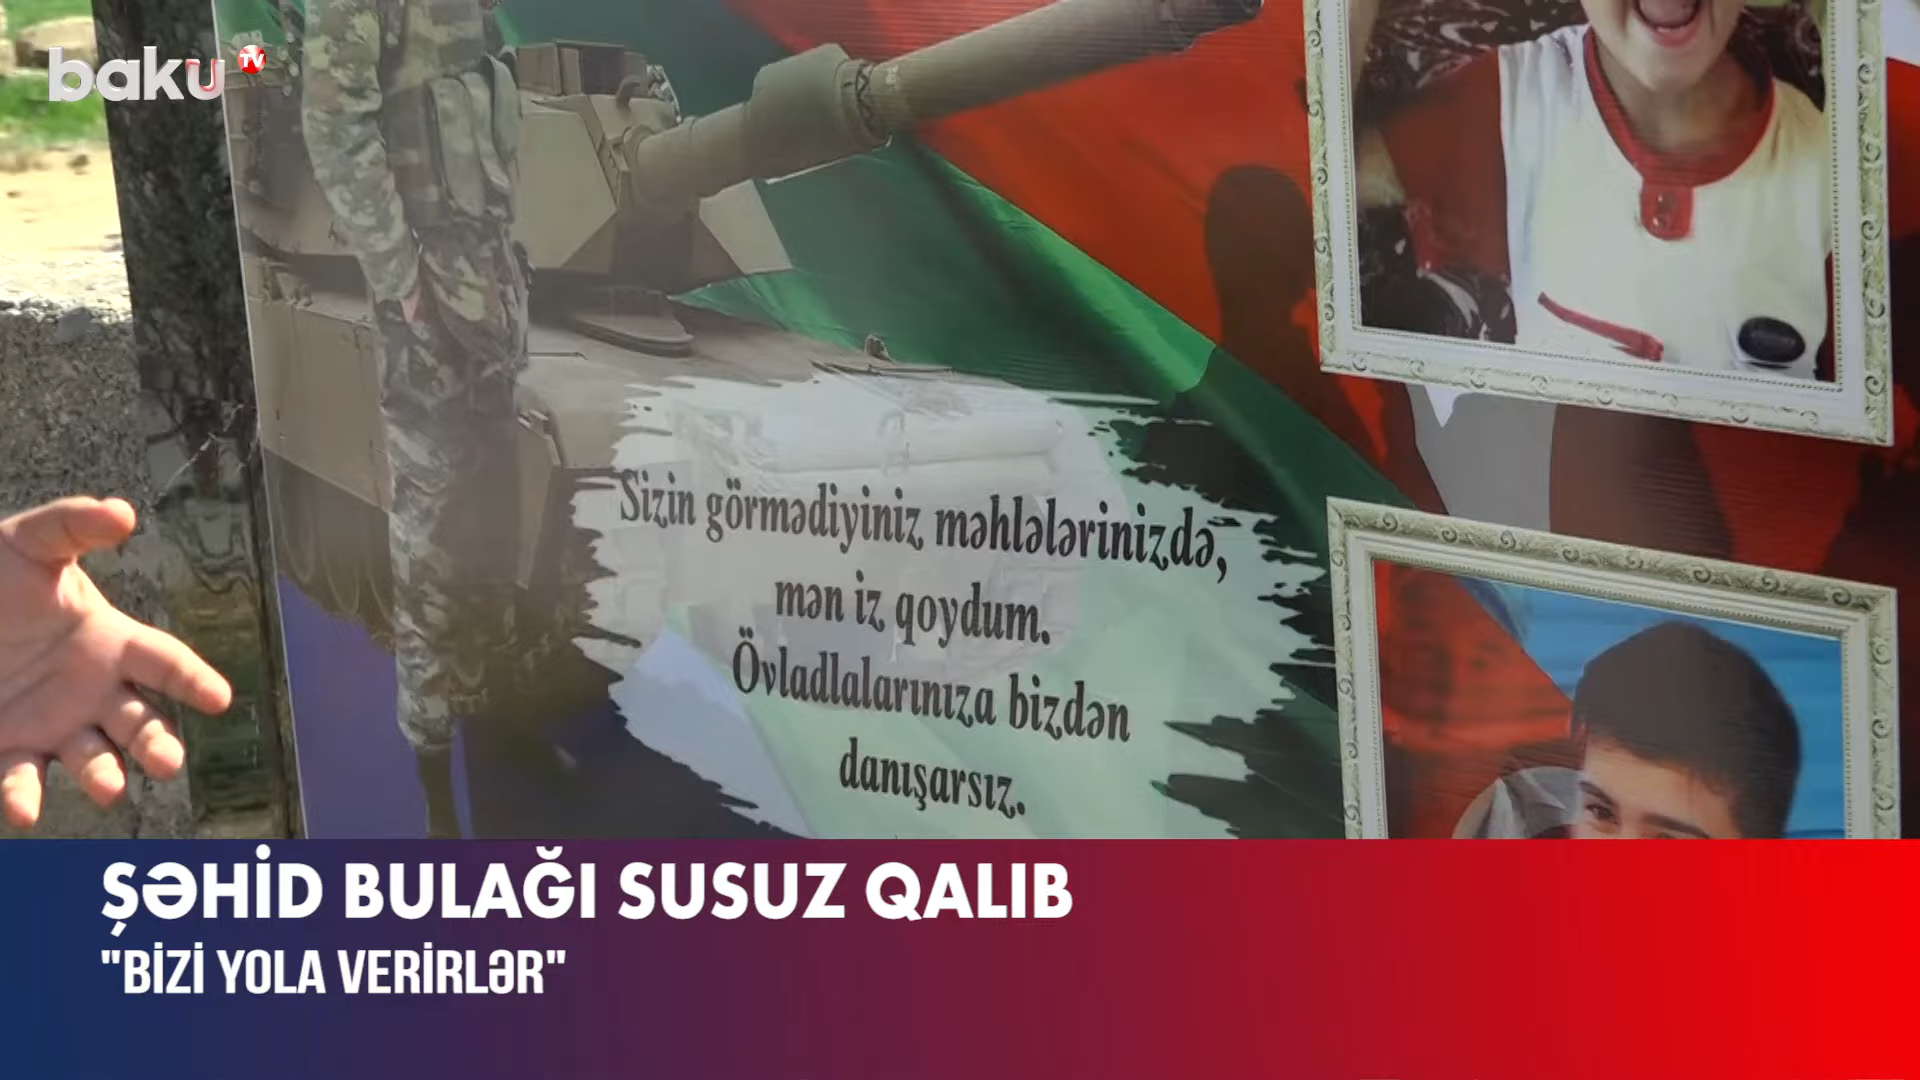 baku TV
Sizin görmədiyiniz məhlələrinizdə,
mən iz qoydum.
Övladlalarınıza bizdən
danışarsız.
ŞƏHİD BULAĞI SUSUZ QALIB
"BİZİ YOLA VERİRLƏR"